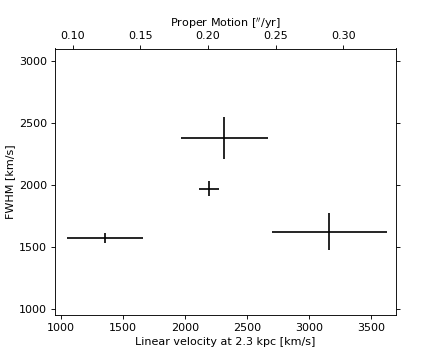 Proper Motion [″/yr]
0.10 0.15 0.20 0.25 0.30
3000
2500
2000
1500
1000
FWHM [km/s]
1000 1500 2000 2500 3000 3500
Linear velocity at 2.3 kpc [km/s]